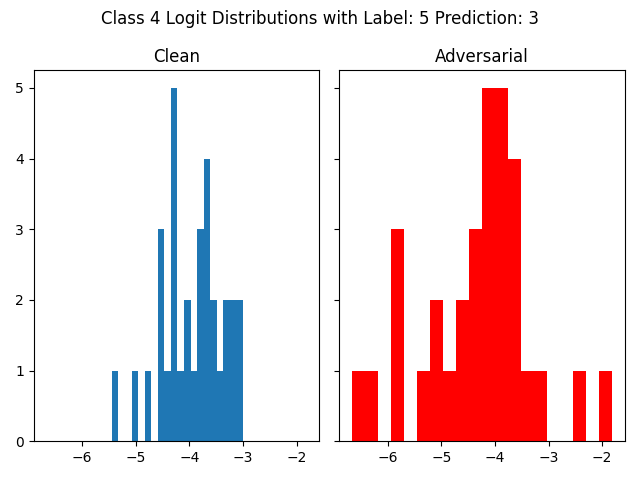 Class 4 Logit Distributions with Label: 5 Prediction: 3
Clean
Adversarial
5
4
3
2
1
0
−6 −5 −4 −3 −2
−6 −5 −4 −3 −2